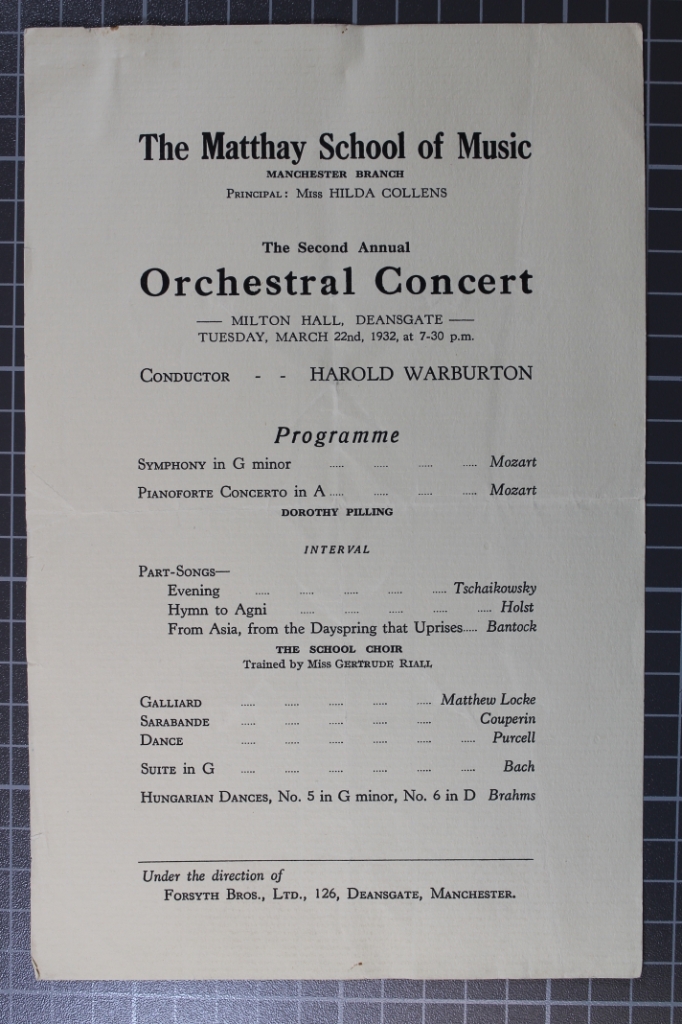 The Matthay School of Music
MANCHESTER BRANCH
PRINCIPAL: MISS HILDA COLLENS
The Second Annual
Orchestral Concert
— MILTON HALL, DEANSGATE —
TUESDAY, MARCH 22nd, 1932, at 7-30 p.m.
CONDUCTOR - - HAROLD WARBURTON
Programme
SYMPHONY in G minor ..... ..... ..... ..... Mozart
PIANOFORTE CONCERTO in A ..... ..... ..... ..... Mozart
DOROTHY PILLING
INTERVAL
PART-SONGS—
Evening ..... ..... ..... ..... ..... Tschaikowsky
Hymn to Agni ..... ..... ..... ..... ..... Holst
From Asia, from the Dayspring that Uprises..... Bantock
THE SCHOOL CHOIR
Trained by Miss GERTRUDE RIALL
GALLIARD ..... ..... ..... ..... ..... Matthew Locke
SARABANDE ..... ..... ..... ..... ..... Couperin
DANCE ..... ..... ..... ..... ..... ..... Purcell
SUITE in G ..... ..... ..... ..... ..... ..... Bach
HUNGARIAN DANCES, No. 5 in G minor, No. 6 in D Brahms
Under the direction of
FORSYTH BROS., LTD., 126, DEANSGATE, MANCHESTER.